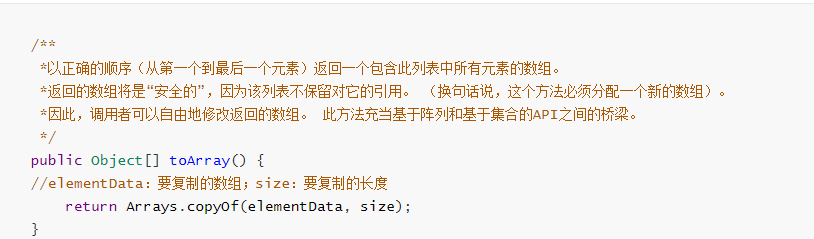 /**
 *以正确的顺序（从第一个到最后一个元素）返回一个包含此列表中所有元素的数组。
 *返回的数组将是“安全的”，因为该列表不保留对它的引用。 （换句话说，这个方法必须分配一个新的数组）。
 *因此，调用者可以自由地修改返回的数组。 此方法充当基于阵列和基于集合的API之间的桥梁。
 */
public Object[] toArray() {
//elementData：要复制的数组；size：要复制的长度
    return Arrays.copyOf(elementData, size);
}